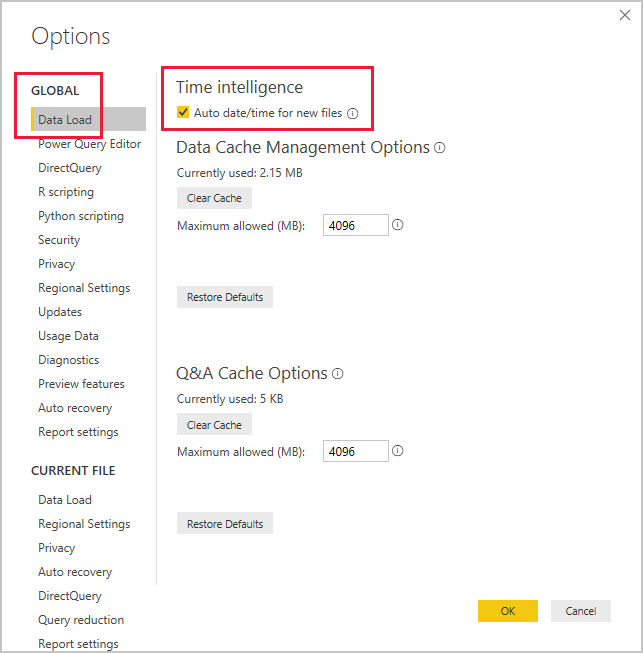 Options
GLOBAL
Data Load
Power Query Editor
DirectQuery
R scripting
Python scripting
Security
Privacy
Regional Settings
Updates
Usage Data
Diagnostics
Preview features
Auto recovery
Report settings
CURRENT FILE
Data Load
Regional Settings
Privacy
Auto recovery
DirectQuery
Query reduction
Report settings
Time intelligence
Auto date/time for new files
Data Cache Management Options
Currently used: 2.15 MB
Clear Cache
Maximum allowed (MB): 4096
Restore Defaults
Q&A Cache Options
Currently used: 5 KB
Clear Cache
Maximum allowed (MB): 4096
Restore Defaults
OK Cancel